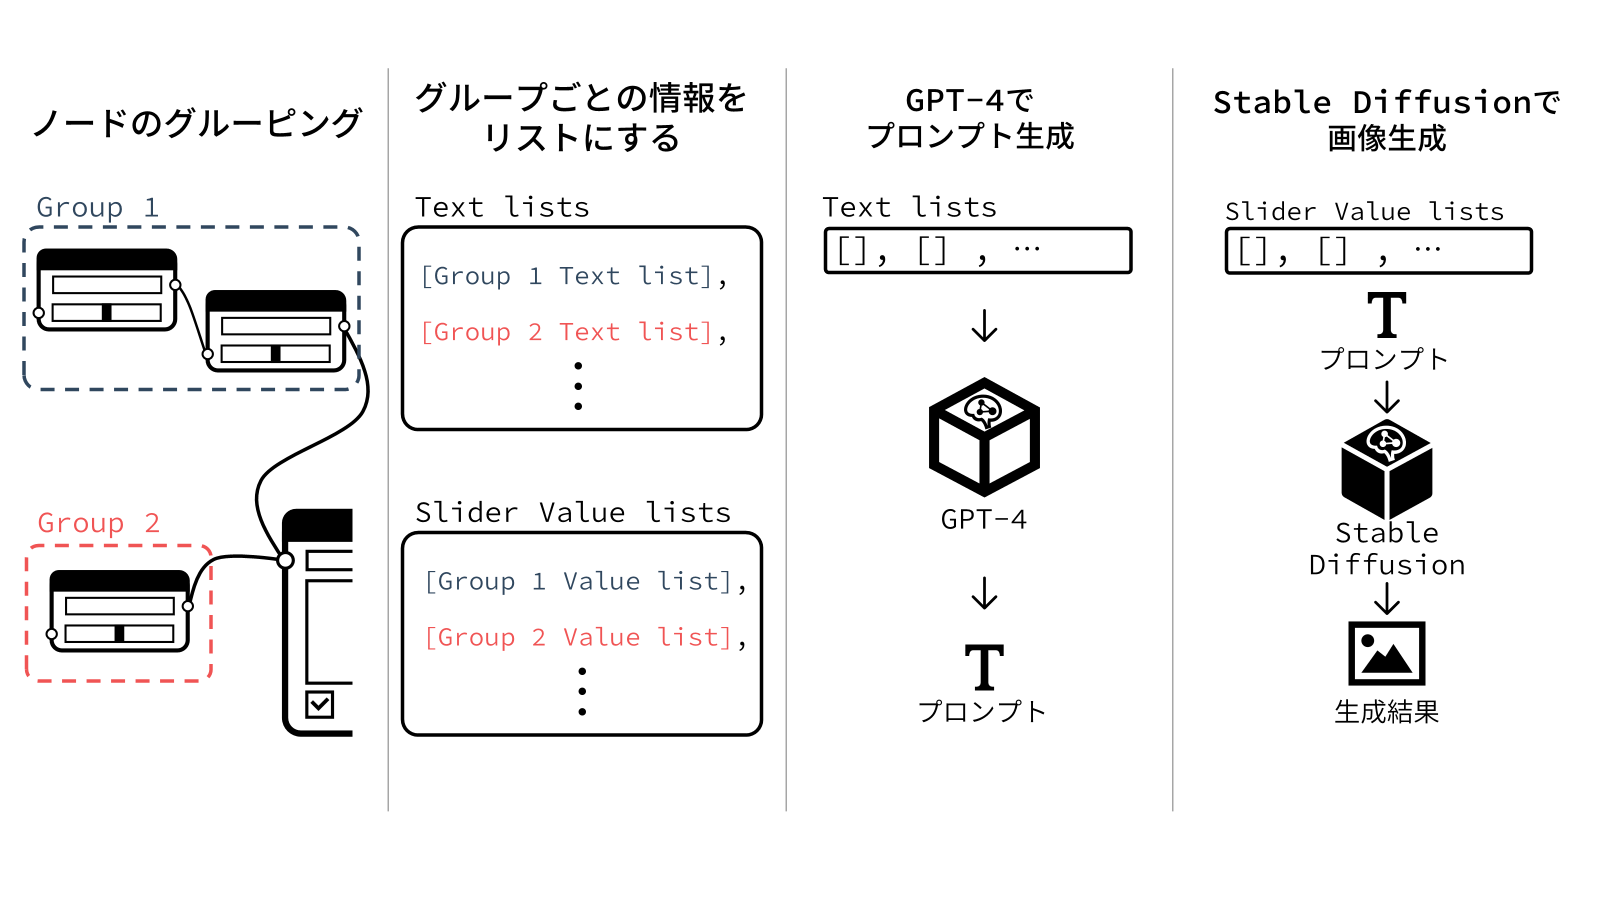 ノードのグルーピング
Group 1
Group 2
グループごとの情報を
リストにする
Text lists
[Group 1 Text list],
[Group 2 Text list],
Slider Value lists
[Group 1 Value list],
[Group 2 Value list],
GPT-4で
プロンプト生成
Text lists
[], [] , …
GPT-4
T
プロンプト
Stable Diffusionで
画像生成
Slider Value lists
[], [] , …
T
プロンプト
Stable
Diffusion
生成結果